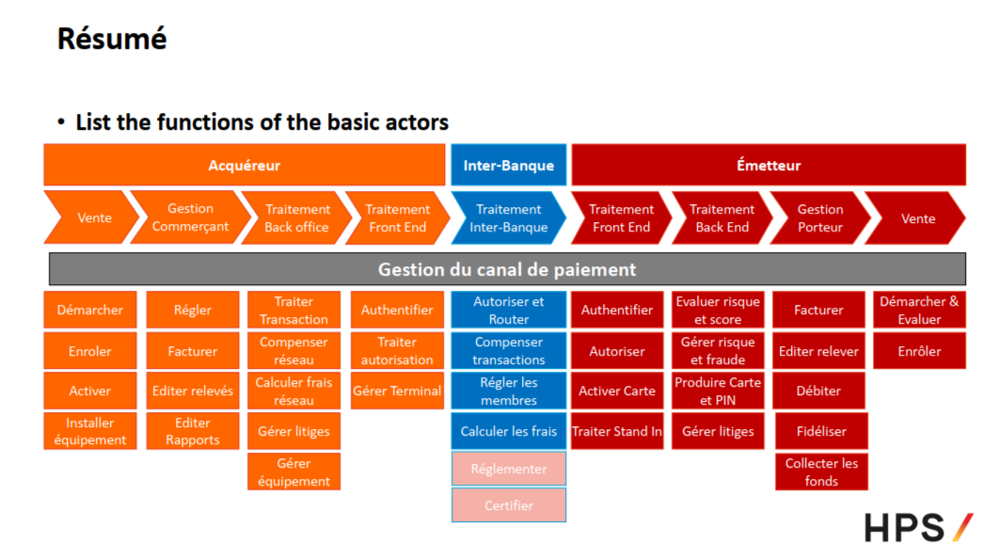 Résumé
• List the functions of the basic actors
Acquéreur
Inter-Banque
Émetteur
Vente
Gestion
Commerçant
Traitement
Back office
Traitement
Front End
Traitement
Inter-Banque
Traitement
Front End
Traitement
Back End
Gestion
Porteur
Vente
Gestion du canal de paiement
Démarcher
Enroler
Activer
Installer
équipement
Régler
Facturer
Editer relevés
Editer
Rapports
Traiter
Transaction
Compenser
réseau
Calculer frais
réseau
Gérer litiges
Gérer
équipement
Authentifier
Traiter
autorisation
Gérer Terminal
Autoriser et
Router
Compenser
transactions
Régler les
membres
Calculer les frais
Réglementer
Certifier
Authentifier
Autoriser
Activer Carte
Traiter Stand In
Evaluer risque
et score
Gérer risque
et fraude
Produire Carte
et PIN
Gérer litiges
Facturer
Editer relever
Débiter
Fidéliser
Collecter les
fonds
Démarcher &
Evaluer
Enrôler
HPS